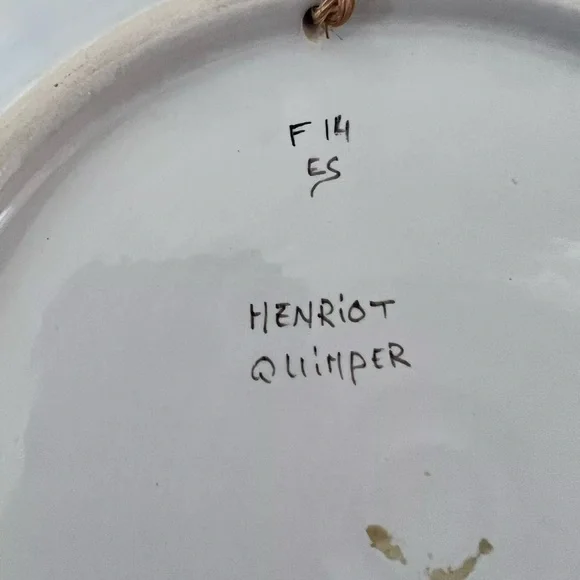 F 14
ES
HENRiOT
QUiMPER